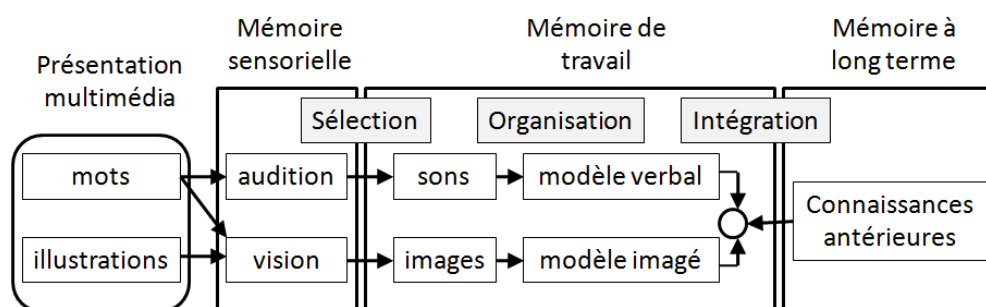 Présentation
multimédia
Mémoire
sensorielle
Mémoire de
travail
Mémoire à
long terme
Sélection
Organisation
Intégration
mots
audition
sons
modèle verbal
Connaissances
antérieures
illustrations
vision
images
modèle imagé